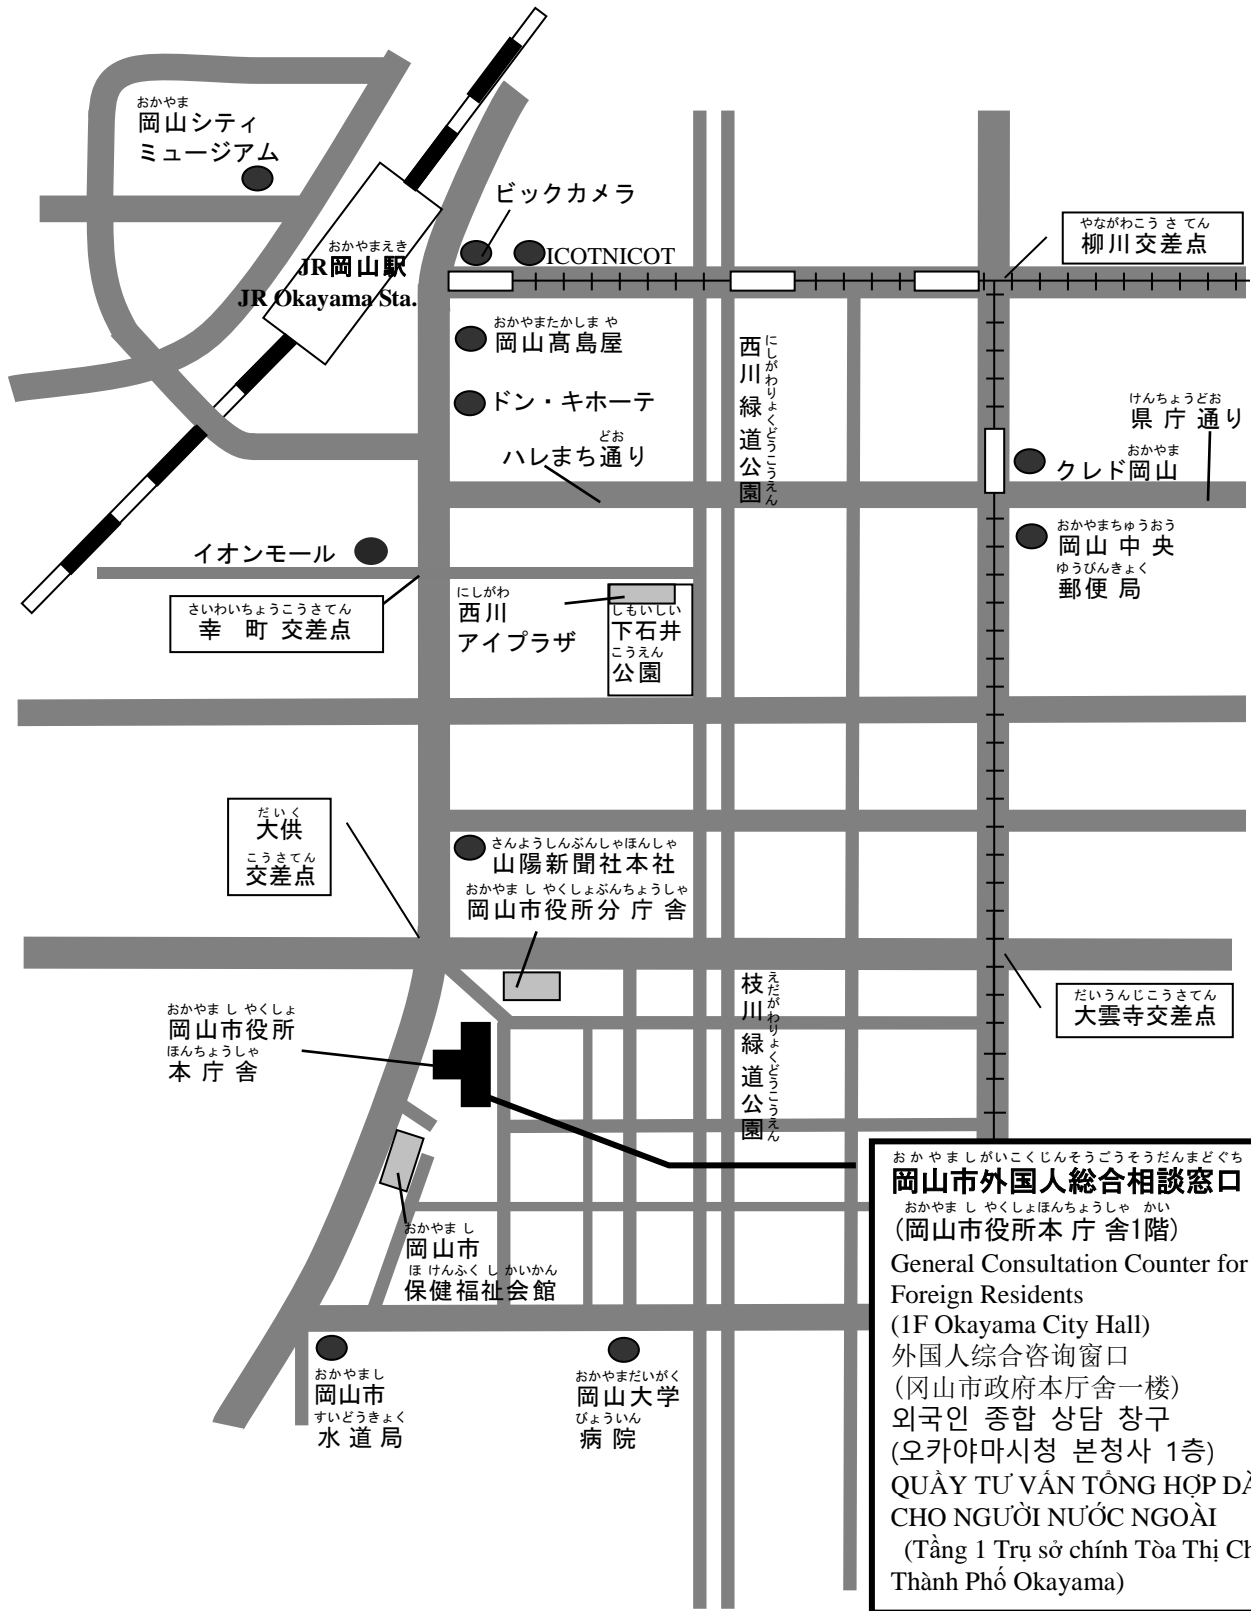 おかやま
岡山シティ
ミュージアム
ビックカメラ
ICOTNICOT
やながわこうさてん
柳川交差点
おかやまえき
JR岡山駅
JR Okayama Sta.
おかやまたかしまや
岡山髙島屋
ドン・キホーテ
どお
ハレまち通り
にしがわりょくどうこうえん
西川緑道公園
けんちょうどお
県庁通り
おかやま
クレド岡山
おかやまちゅうおう
岡山中央
ゆうびんきょく
郵便局
イオンモール
さいわいちょうこうさてん
幸町交差点
にしがわ
西川
アイプラザ
しもいしい
下石井
こうえん
公園
だいく
大供
こうさてん
交差点
さんようしんぶんしゃほんしゃ
山陽新聞社本社
おかやましやくしょぶんちょうしゃ
岡山市役所分庁舎
えだがわりょくどうこうえん
枝川緑道公園
だいうんじこうさてん
大雲寺交差点
おかやましやくしょ
岡山市役所
ほんちょうしゃ
本庁舎
おかやまし
岡山市
ほけんふくしかいかん
保健福祉会館
おかやまし
岡山市
すいどうきょく
水道局
おかやまだいがく
岡山大学
びょういん
病院
おかやましがいこくじんそうごうそうだんまどぐち
岡山市外国人総合相談窓口
おかやましやくしょほんちょうしゃ かい
(岡山市役所本庁舎1階)
General Consultation Counter for
Foreign Residents
(1F Okayama City Hall)
外国人综合咨询窗口
(冈山市政府本厅舍一楼)
외국인 종합 상담 창구
(오카야마시청 본청사 1층)
QUẦY TƯ VẤN TỔNG HỢP DÀ
CHO NGƯỜI NƯỚC NGOÀI
(Tầng 1 Trụ sở chính Tòa Thị Ch
Thành Phố Okayama)